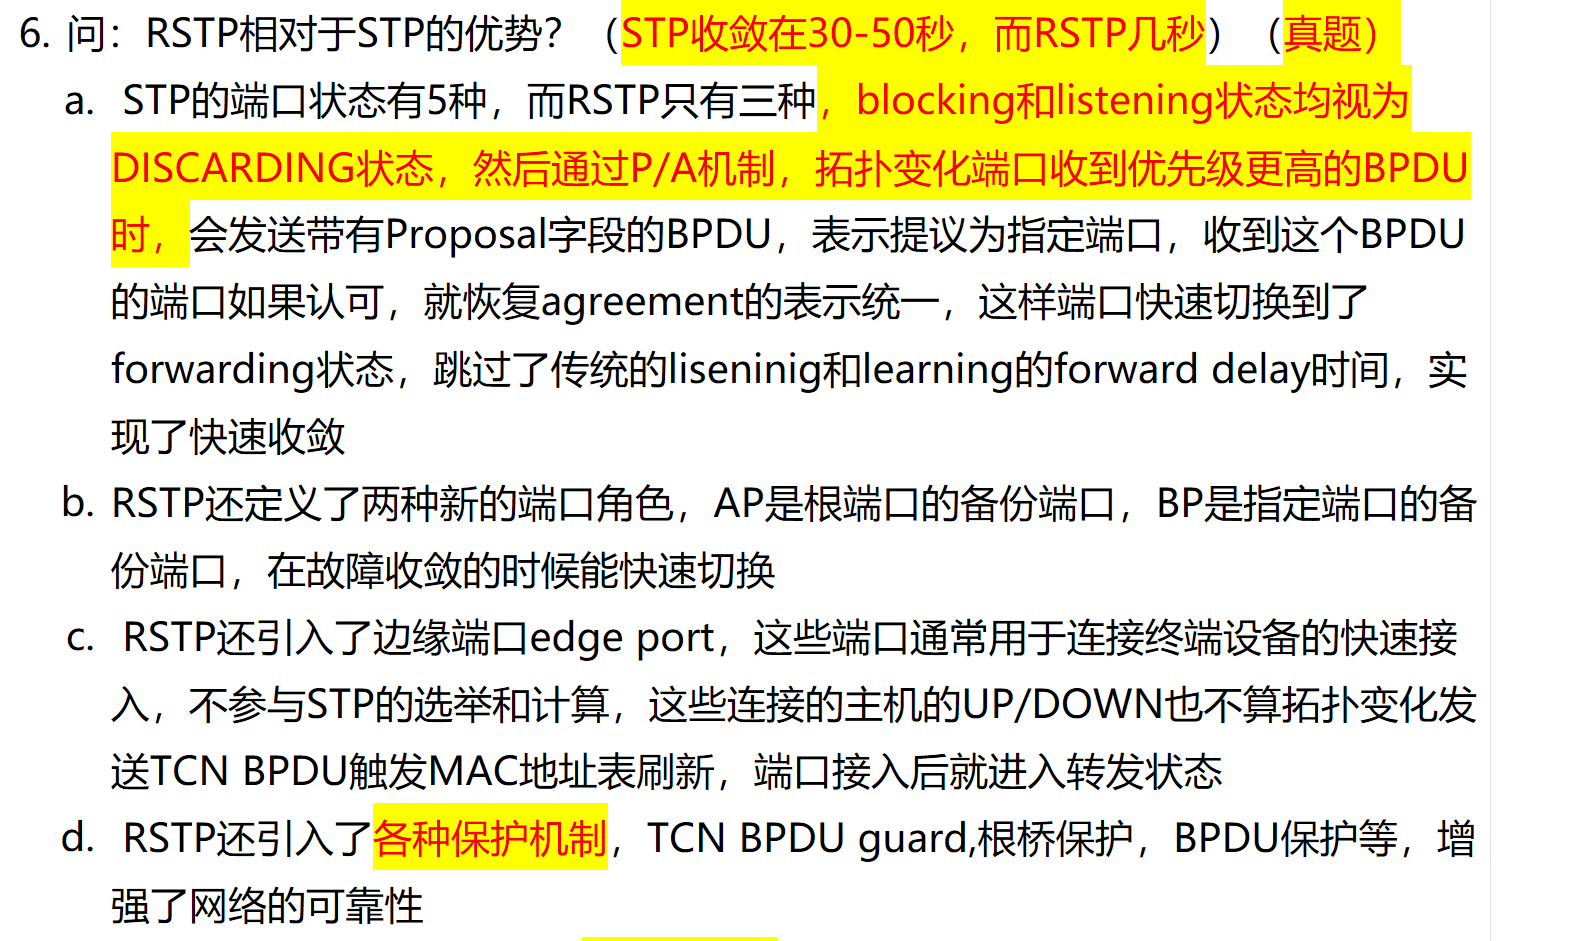 6. 问：RSTP相对于STP的优势？（STP收敛在30-50秒，而RSTP几秒）（真题）
a. STP的端口状态有5种，而RSTP只有三种，blocking和listening状态均视为
DISCARDING状态，然后通过P/A机制，拓扑变化端口收到优先级更高的BPDU
时，会发送带有Proposal字段的BPDU，表示提议为指定端口，收到这个BPDU
的端口如果认可，就恢复agreement的表示统一，这样端口快速切换到了
forwarding状态，跳过了传统的liseninig和learning的forward delay时间，实
现了快速收敛
b. RSTP还定义了两种新的端口角色，AP是根端口的备份端口，BP是指定端口的备
份端口，在故障收敛的时候能快速切换
c. RSTP还引入了边缘端口edge port，这些端口通常用于连接终端设备的快速接
入，不参与STP的选举和计算，这些连接的主机的UP/DOWN也不算拓扑变化发
送TCN BPDU触发MAC地址表刷新，端口接入后就进入转发状态
d. RSTP还引入了各种保护机制，TCN BPDU guard,根桥保护，BPDU保护等，增
强了网络的可靠性